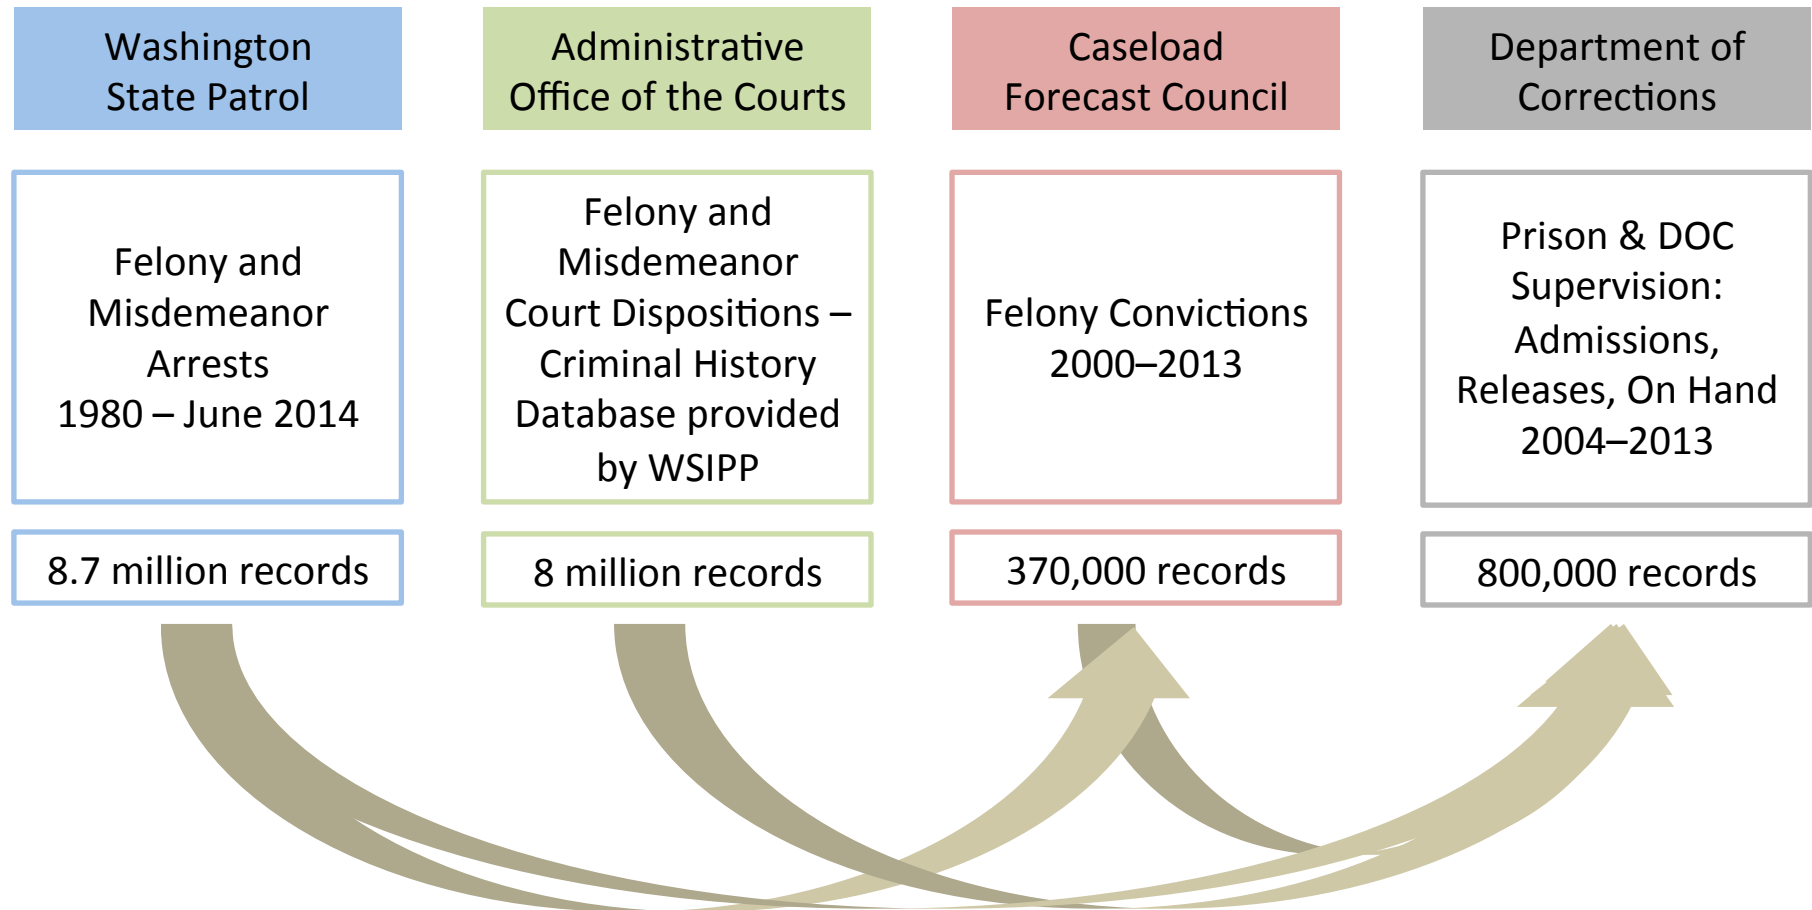 Washington
State Patrol
Administrative
Office of the Courts
Caseload
Forecast Council
Department of
Corrections
Felony and
Misdemeanor
Arrests
1980 – June 2014
Felony and
Misdemeanor
Court Dispositions –
Criminal History
Database provided
by WSIPP
Felony Convictions
2000–2013
Prison & DOC
Supervision:
Admissions,
Releases, On Hand
2004–2013
8.7 million records
8 million records
370,000 records
800,000 records